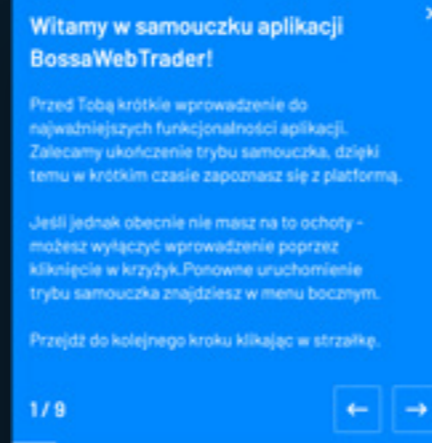 Witamy w samouczku aplikacji
BossaWebTrader!
Przed Tobą krótkie wprowadzenie do
najważniejszych funkcjonalności aplikacji.
Zalecamy ukończenie trybu samouczka, dzięki
temu w krótkim czasie zapoznasz się z platformą.
Jeśli jednak obecnie nie masz na to ochoty -
możesz wyłączyć wprowadzenie poprzez
kliknięcie w krzyżyk.Ponowne uruchomienie
trybu samouczka znajdziesz w menu bocznym.
Przejdź do kolejnego kroku klikając w strzałkę.
1 / 9